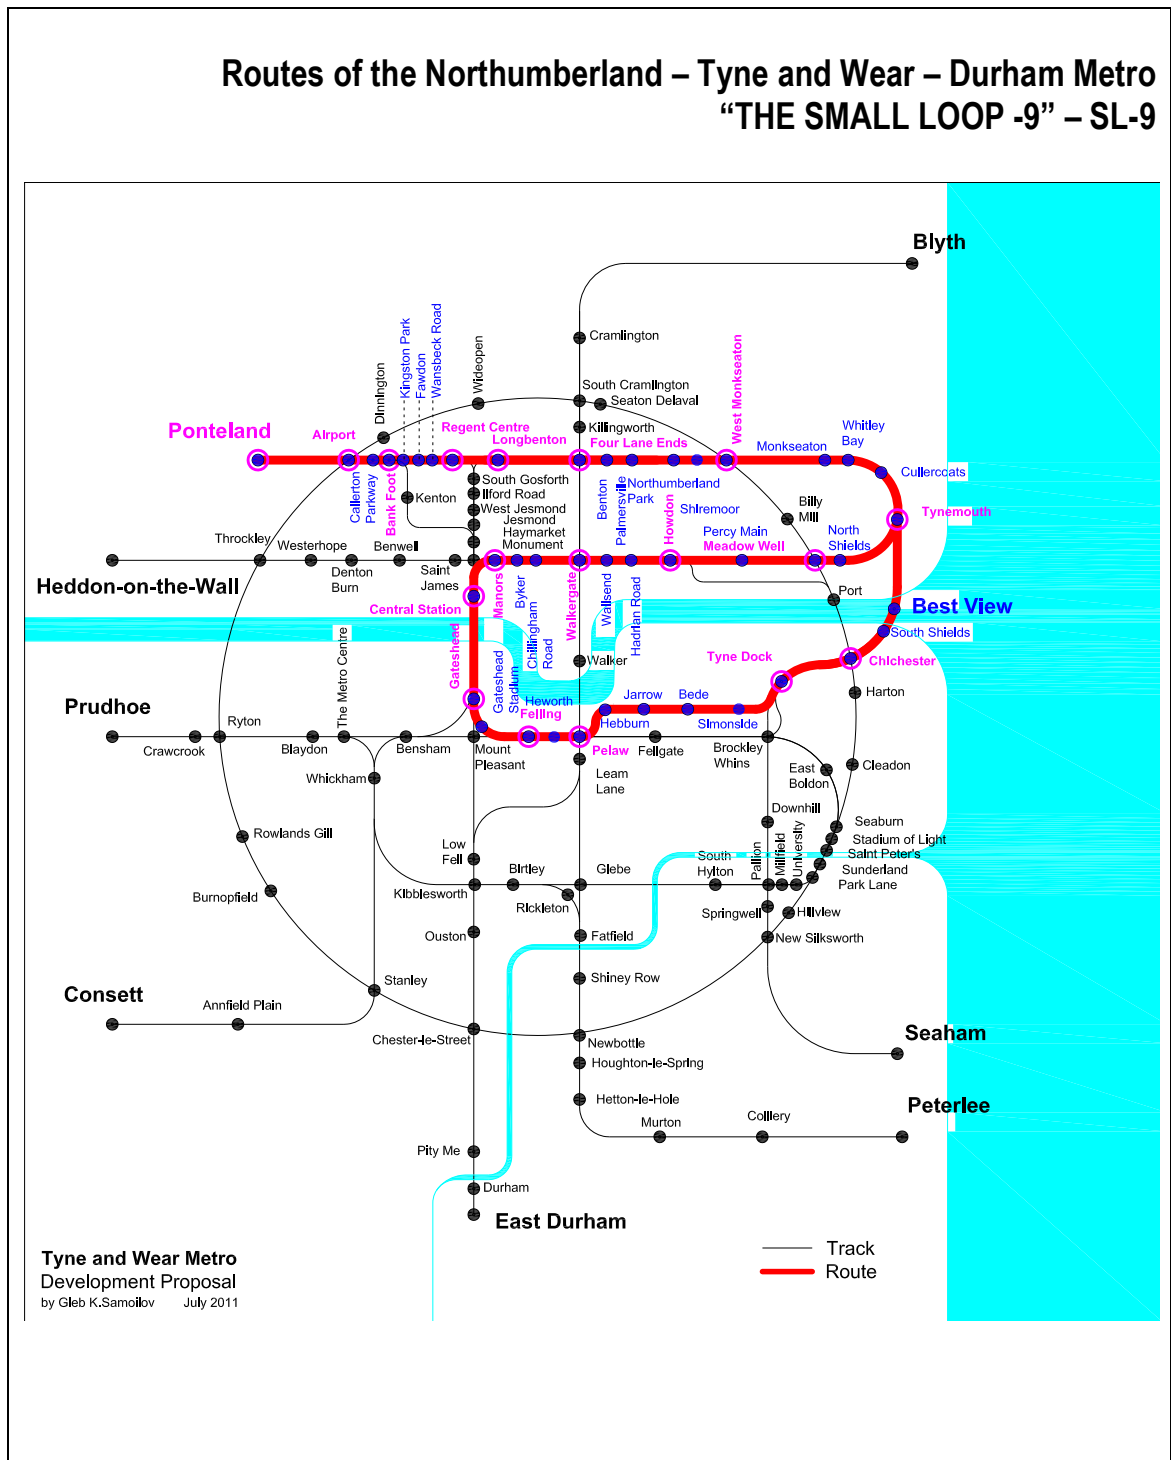 Routes of the Northumberland – Tyne and Wear – Durham Metro
“THE SMALL LOOP -9” – SL-9
Blyth
Cramlington
South Cramlington
Seaton Delaval
Killingworth
Wideopen
Dinnington
Kingston Park
Fawdon
Wansbeck Road
West Monkseaton
Ponteland
Airport
Regent Centre
Longbenton
Four Lane Ends
Monkseaton
Whitley
Bay
Cullercoats
Callerton
Parkway
Bank Foot
Kenton
South Gosforth
Ilford Road
West Jesmond
Jesmond
Haymarket
Monument
Benton
Palmersville
Northumberland
Park
Shiremoor
Howdon
Percy Main
Meadow Well
Billy
Mill
North
Shields
Tynemouth
Throckley
Westerhope
Denton
Burn
Benwell
Saint
James
Heddon-on-the-Wall
Central Station
Manors
Byker
Chillingham
Road
Walkergate
Wallsend
Hadrian Road
Port
Best View
South Shields
Chichester
Tyne Dock
Walker
Gateshead
Gateshead
Stadium
Heworth
Felling
Pelaw
Hebburn
Jarrow
Bede
Simonside
Harton
Prudhoe
Crawcrook
Ryton
Blaydon
The Metro Centre
Bensham
Mount
Pleasant
Whickham
Leam
Lane
Fellgate
Brockley
Whins
East
Boldon
Cleadon
Downhill
Seaburn
Stadium of Light
Saint Peter's
Sunderland
Park Lane
Rowlands Gill
Burnopfield
Low
Fell
Kibblesworth
Birtley
Rickleton
Glebe
South
Hylton
Pallion
Millfield
University
Springwell
Hillview
New Silksworth
Ouston
Fatfield
Shiney Row
Stanley
Consett
Annfield Plain
Chester-le-Street
Newbottle
Houghton-le-Spring
Hetton-le-Hole
Seaham
Peterlee
Murton
Colliery
Pity Me
Durham
East Durham
Tyne and Wear Metro
Development Proposal
by Gleb K.Samoilov July 2011
Track
Route